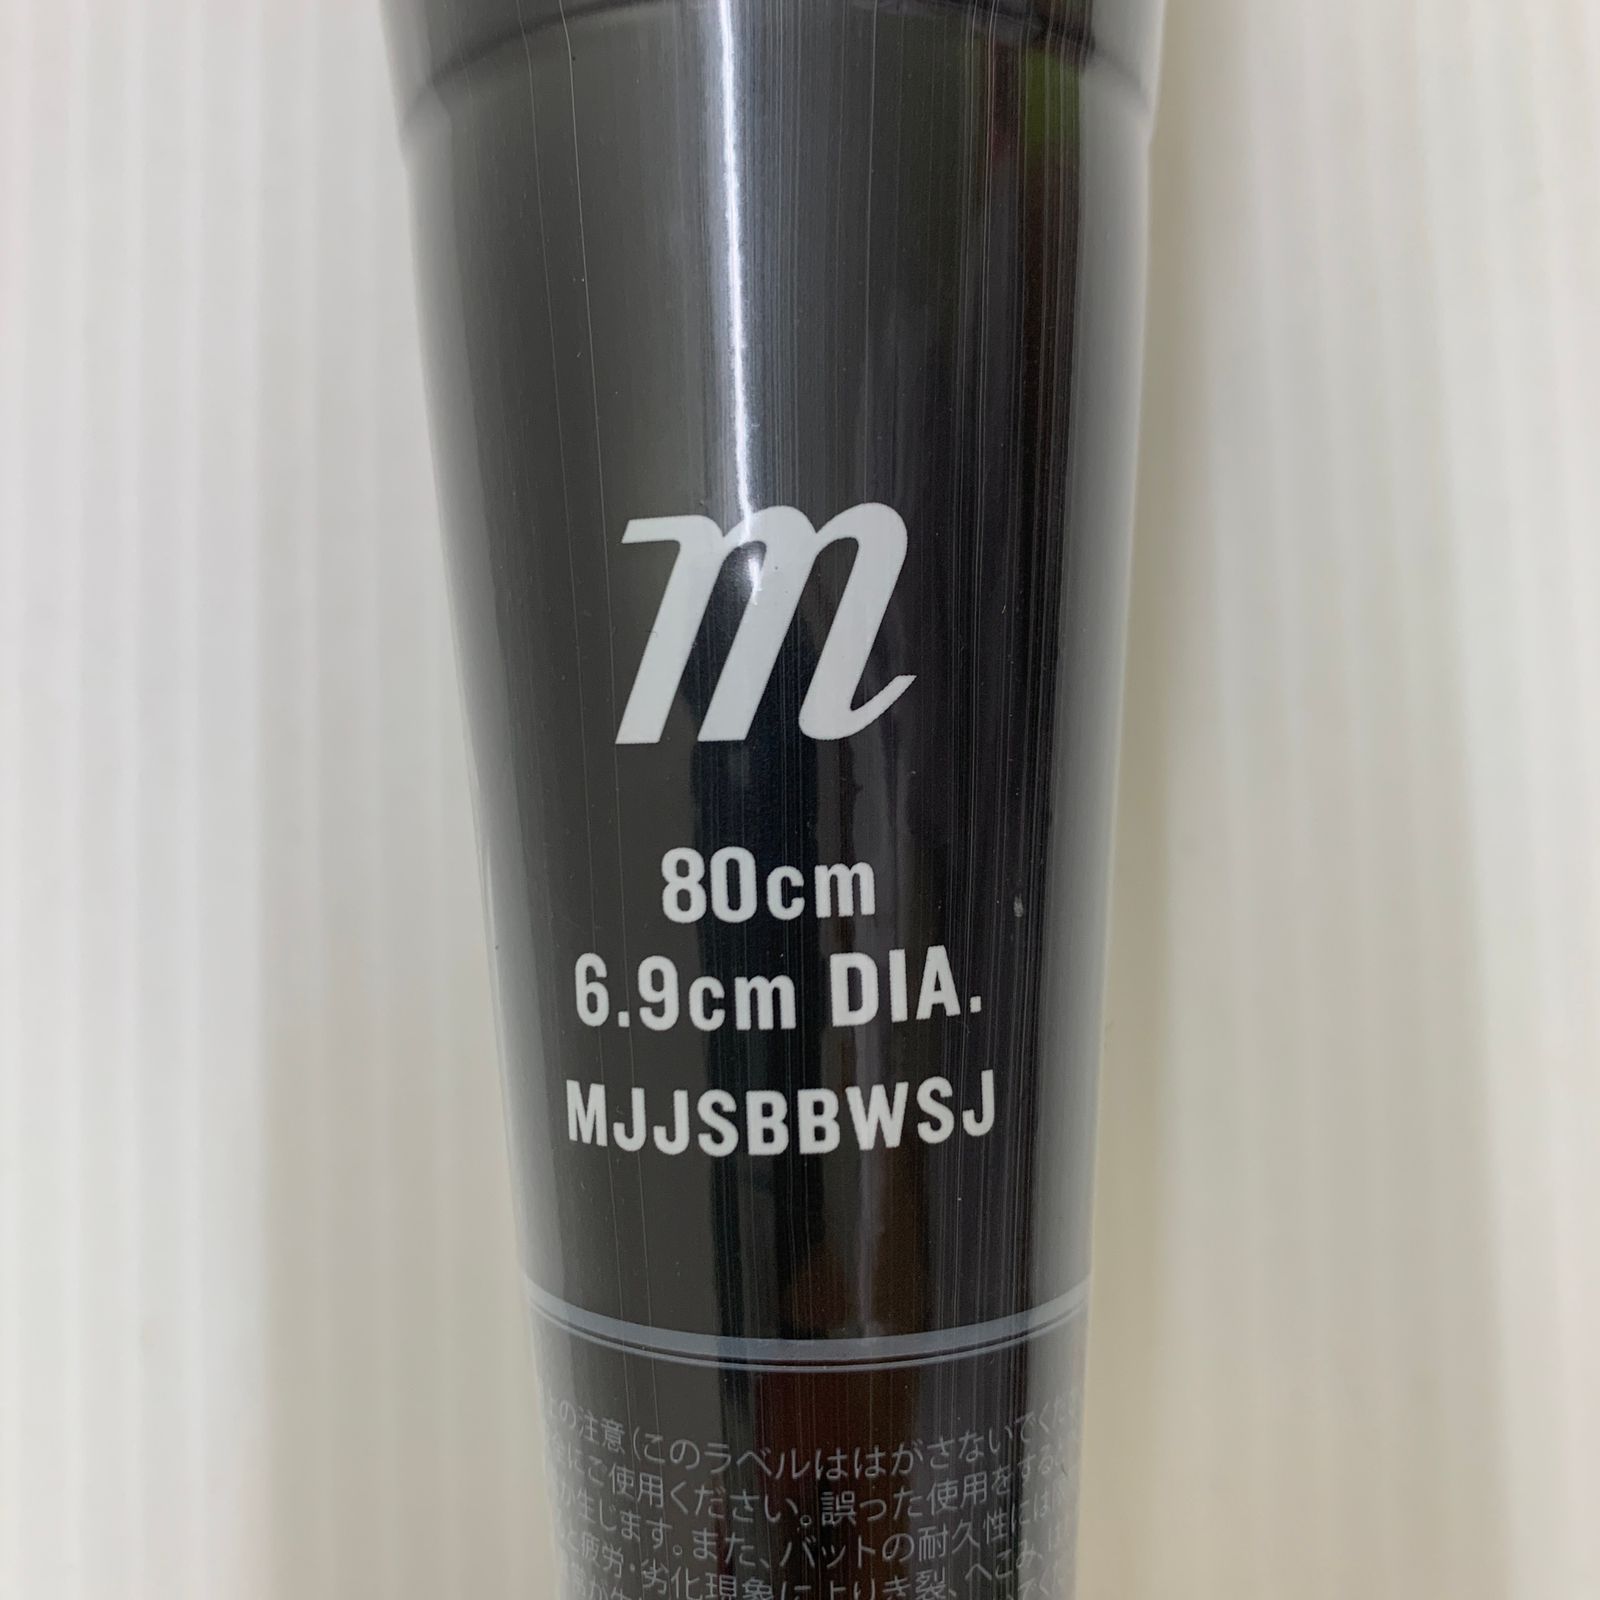 m
80cm
6.9cm DIA.
MJJSBBWSJ
の注意(このラベルははがさないでくだ
にご使用ください。誤った使用をする
が生じます。また、バットの耐久性には
疲労・劣化現象によりき裂、へこみ